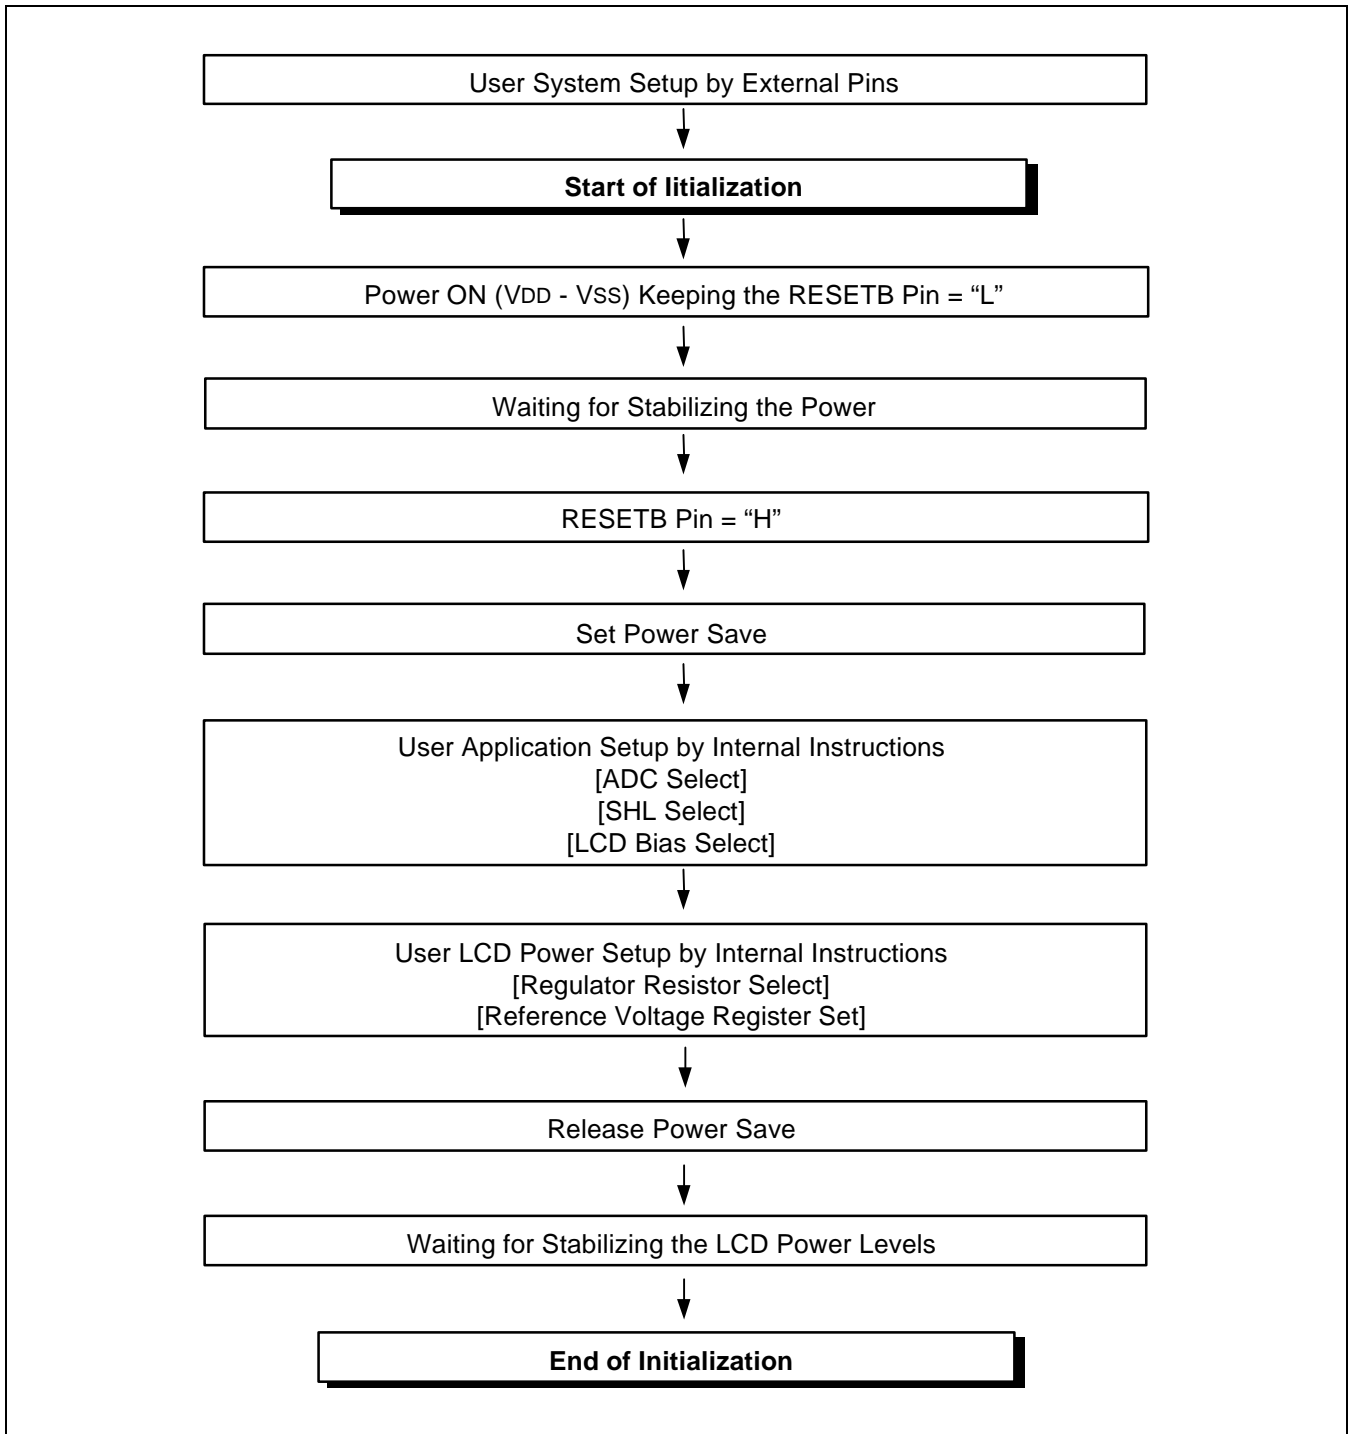 User System Setup by External Pins
Start of Iitialization
Power ON (VDD - VSS) Keeping the RESETB Pin = “L”
Waiting for Stabilizing the Power
RESETB Pin = “H”
Set Power Save
User Application Setup by Internal Instructions
[ADC Select]
[SHL Select]
[LCD Bias Select]
User LCD Power Setup by Internal Instructions
[Regulator Resistor Select]
[Reference Voltage Register Set]
Release Power Save
Waiting for Stabilizing the LCD Power Levels
End of Initialization